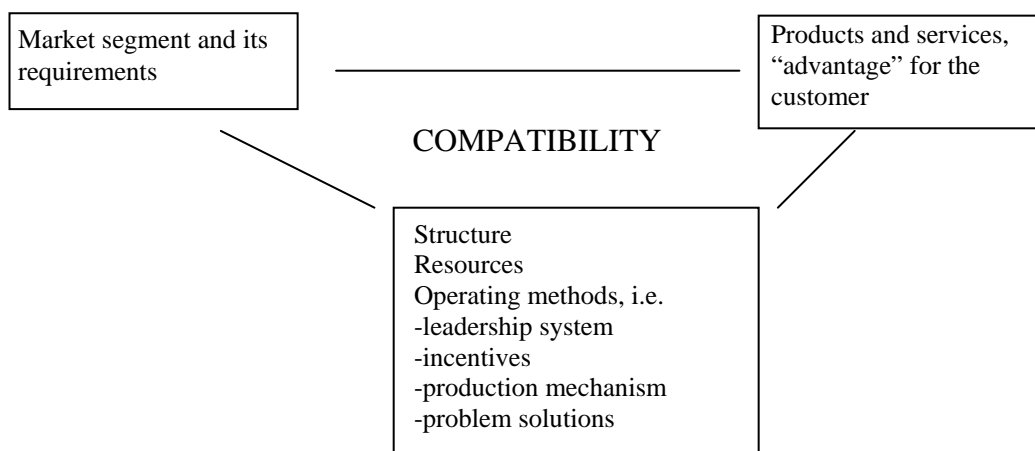 Market segment and its
requirements
Products and services,
“advantage” for the
customer
COMPATIBILITY
Structure
Resources
Operating methods, i.e.
-leadership system
-incentives
-production mechanism
-problem solutions